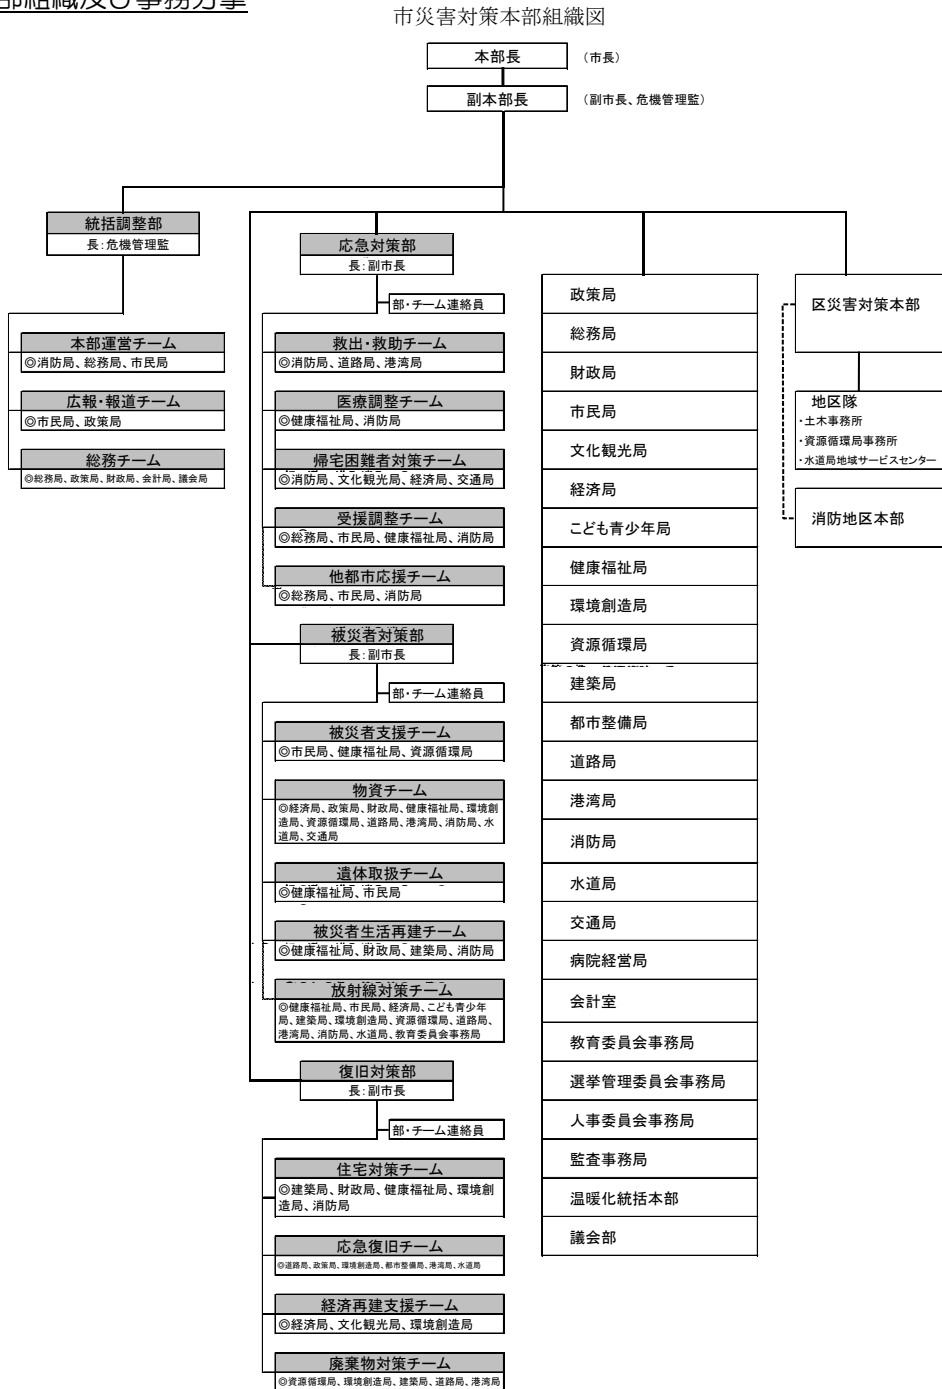 部組織及び事務分掌
市災害対策本部組織図
本部長
（市長）
副本部長
（副市長、危機管理監）
統括調整部
長：危機管理監
本部運営チーム
◎消防局、総務局、市民局
広報・報道チーム
◎市民局、政策局
総務チーム
◎総務局、政策局、財政局、会計局、議会局
応急対策部
長：副市長
部・チーム連絡員
救出・救助チーム
◎消防局、道路局、港湾局
医療調整チーム
◎健康福祉局、消防局
帰宅困難者対策チーム
◎消防局、文化観光局、経済局、交通局
受援調整チーム
◎総務局、市民局、健康福祉局、消防局
他都市応援チーム
◎総務局、市民局、消防局
被災者対策部
長：副市長
部・チーム連絡員
被災者支援チーム
◎市民局、健康福祉局、資源循環局
物資チーム
◎経済局、政策局、財政局、健康福祉局、環境創
造局、資源循環局、道路局、港湾局、消防局、水
道局、交通局
遺体取扱チーム
◎健康福祉局、市民局
被災者生活再建チーム
◎健康福祉局、財政局、建築局、消防局
放射線対策チーム
◎健康福祉局、市民局、経済局、こども青少年
局、建築局、環境創造局、資源循環局、道路局、
港湾局、消防局、水道局、教育委員会事務局
復旧対策部
長：副市長
部・チーム連絡員
住宅対策チーム
◎建築局、財政局、健康福祉局、環境創
造局、消防局
応急復旧チーム
◎道路局、政策局、環境創造局、都市整備局、港湾局、水道局
経済再建支援チーム
◎経済局、文化観光局、環境創造局
廃棄物対策チーム
◎資源循環局、環境創造局、建築局、道路局、港湾局
政策局
総務局
財政局
市民局
文化観光局
経済局
こども青少年局
健康福祉局
環境創造局
資源循環局
建築局
都市整備局
道路局
港湾局
消防局
水道局
交通局
病院経営局
会計室
教育委員会事務局
選挙管理委員会事務局
人事委員会事務局
監査事務局
温暖化統括本部
議会部
区災害対策本部
地区隊
・土木事務所
・資源循環局事務所
・水道局地域サービスセンター
消防地区本部